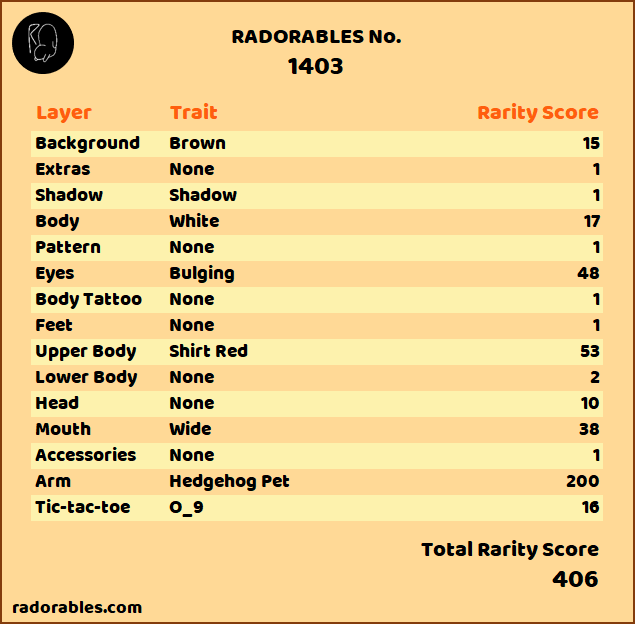 RADORABLES No.
1403
Layer Trait Rarity Score
Background Brown 15
Extras None 1
Shadow Shadow 1
Body White 17
Pattern None 1
Eyes Bulging 48
Body Tattoo None 1
Feet None 1
Upper Body Shirt Red 53
Lower Body None 2
Head None 10
Mouth Wide 38
Accessories None 1
Arm Hedgehog Pet 200
Tic-tac-toe O_9 16
Total Rarity Score
406
radorables.com